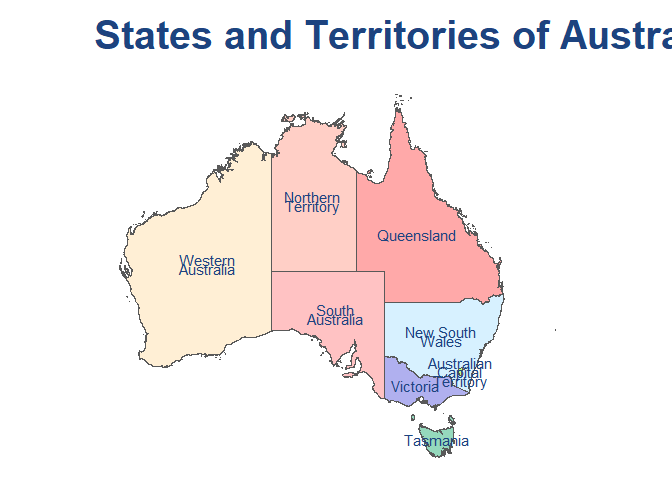 States and Territories of Austra
Northern
Territory
Queensland
Western
Australia
South
Australia
New South
Wales
Australian
Capital
Territory
Victoria
Tasmania